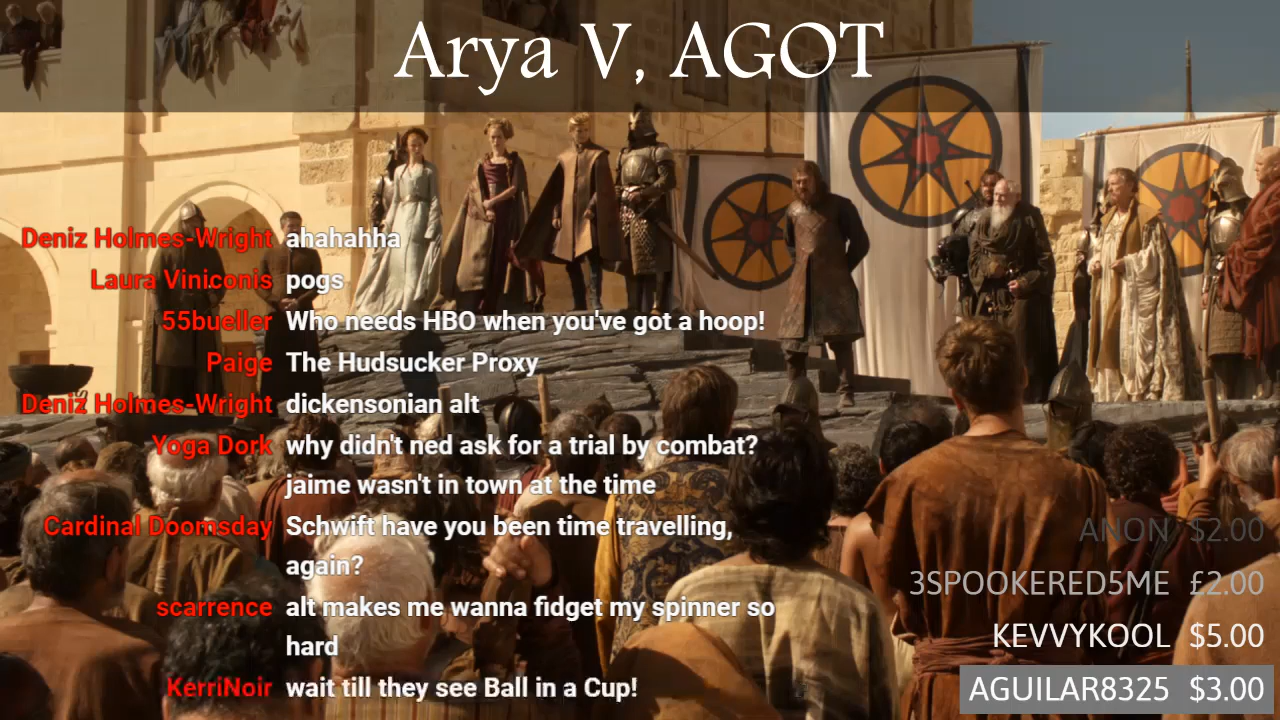 Arya V, AGOT
Deniz Holmes-Wright ahahahha
Laura Viniconis pogs
55bueller Who needs HBO when you've got a hoop!
Paige The Hudsucker Proxy
Deniz Holmes-Wright dickensonian alt
Yoga Dork why didn't ned ask for a trial by combat?
jaime wasn't in town at the time
Cardinal Doomsday Schwift have you been time travelling,
again?
scarrence alt makes me wanna fidget my spinner so
hard
KerriNoir wait till they see Ball in a Cup!
ANON $2.00
3SPOOKERED5ME £2.00
KEVVYKOOL $5.00
AGUILAR8325 $3.00